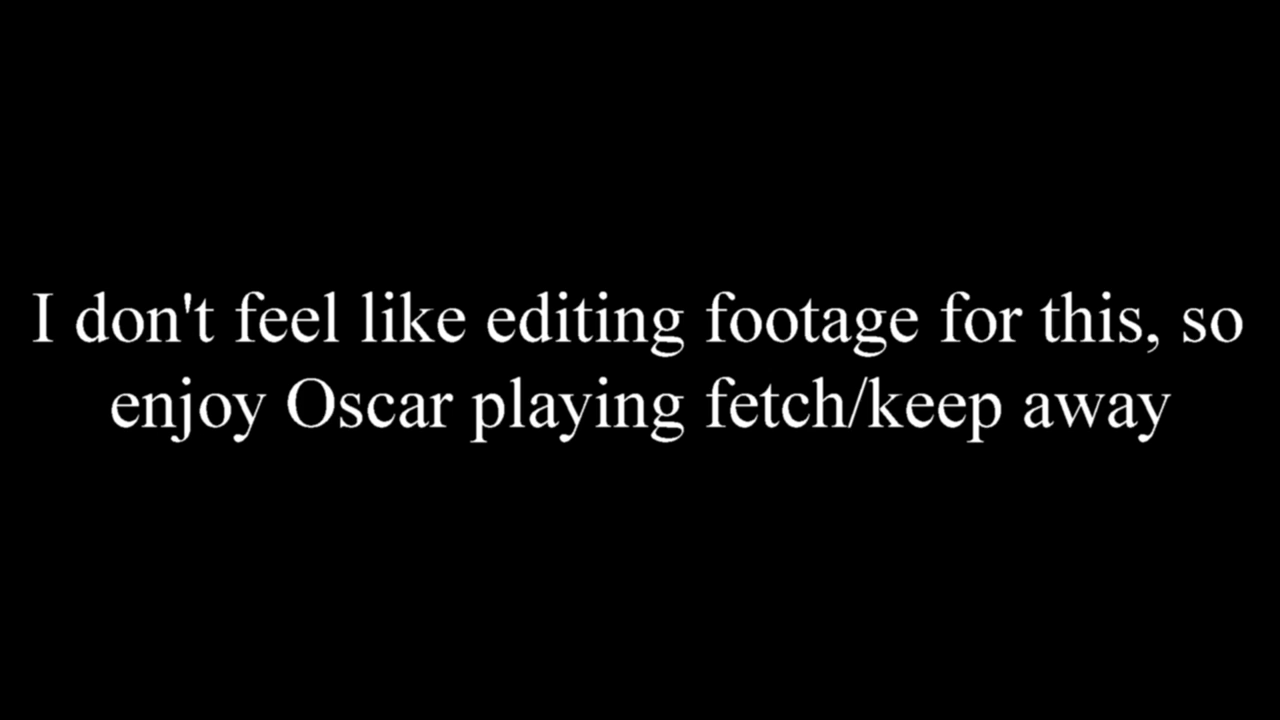 I don't feel like editing footage for this, so
enjoy Oscar playing fetch/keep away